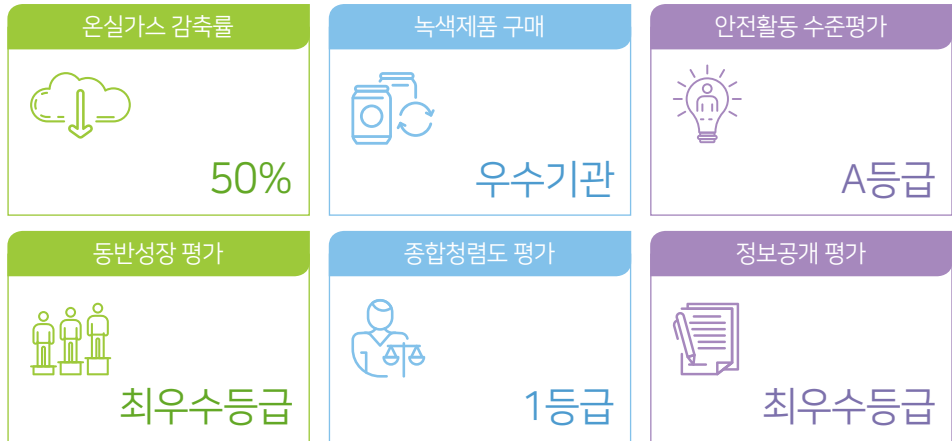 온실가스 감축률
50%
녹색제품 구매
우수기관
안전활동 수준평가
A등급
동반성장 평가
최우수등급
종합청렴도 평가
1등급
정보공개 평가
최우수등급